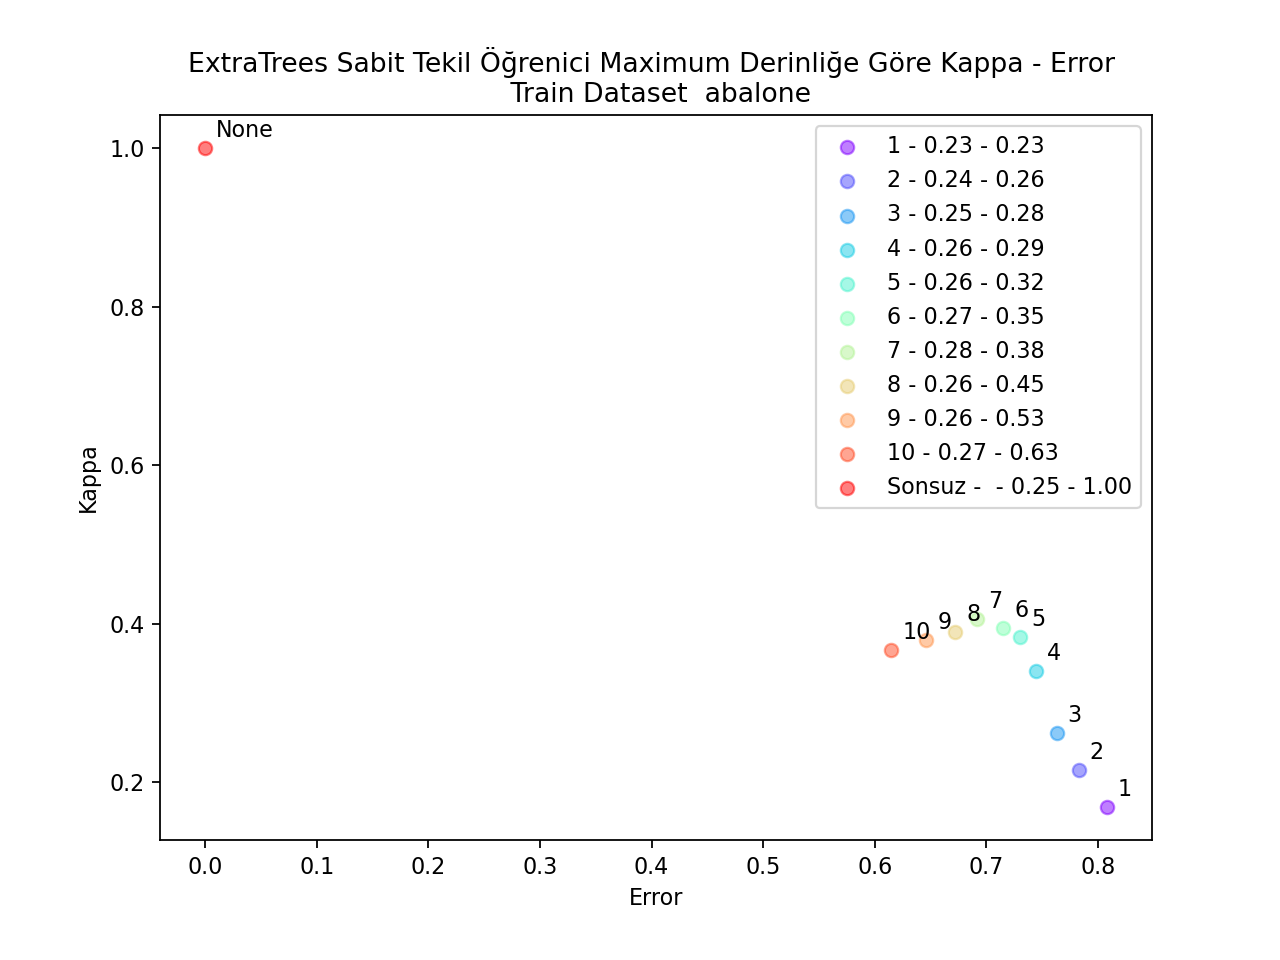 ExtraTrees Sabit Tekil Öğrenici Maximum Derinliğe Göre Kappa - Error
Train Dataset  abalone
None
1 - 0.23 - 0.23
2 - 0.24 - 0.26
3 - 0.25 - 0.28
4 - 0.26 - 0.29
5 - 0.26 - 0.32
6 - 0.27 - 0.35
7 - 0.28 - 0.38
8 - 0.26 - 0.45
9 - 0.26 - 0.53
10 - 0.27 - 0.63
Sonsuz -  - 0.25 - 1.00
1.0
0.8
0.6
0.4
0.2
Kappa
10
9
8
7
6
5
4
3
2
1
0.0 0.1 0.2 0.3 0.4 0.5 0.6 0.7 0.8
Error